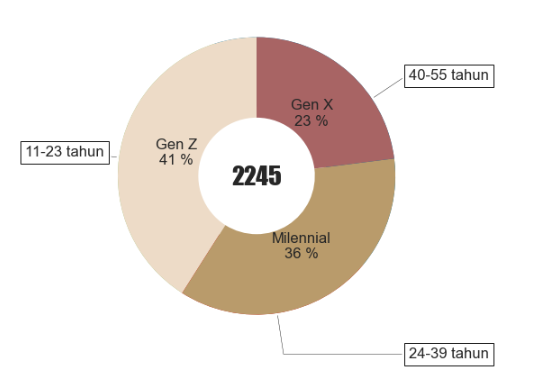 40-55 tahun
Gen X
23 %
Gen Z
41 %
11-23 tahun
2245
Milennial
36 %
24-39 tahun